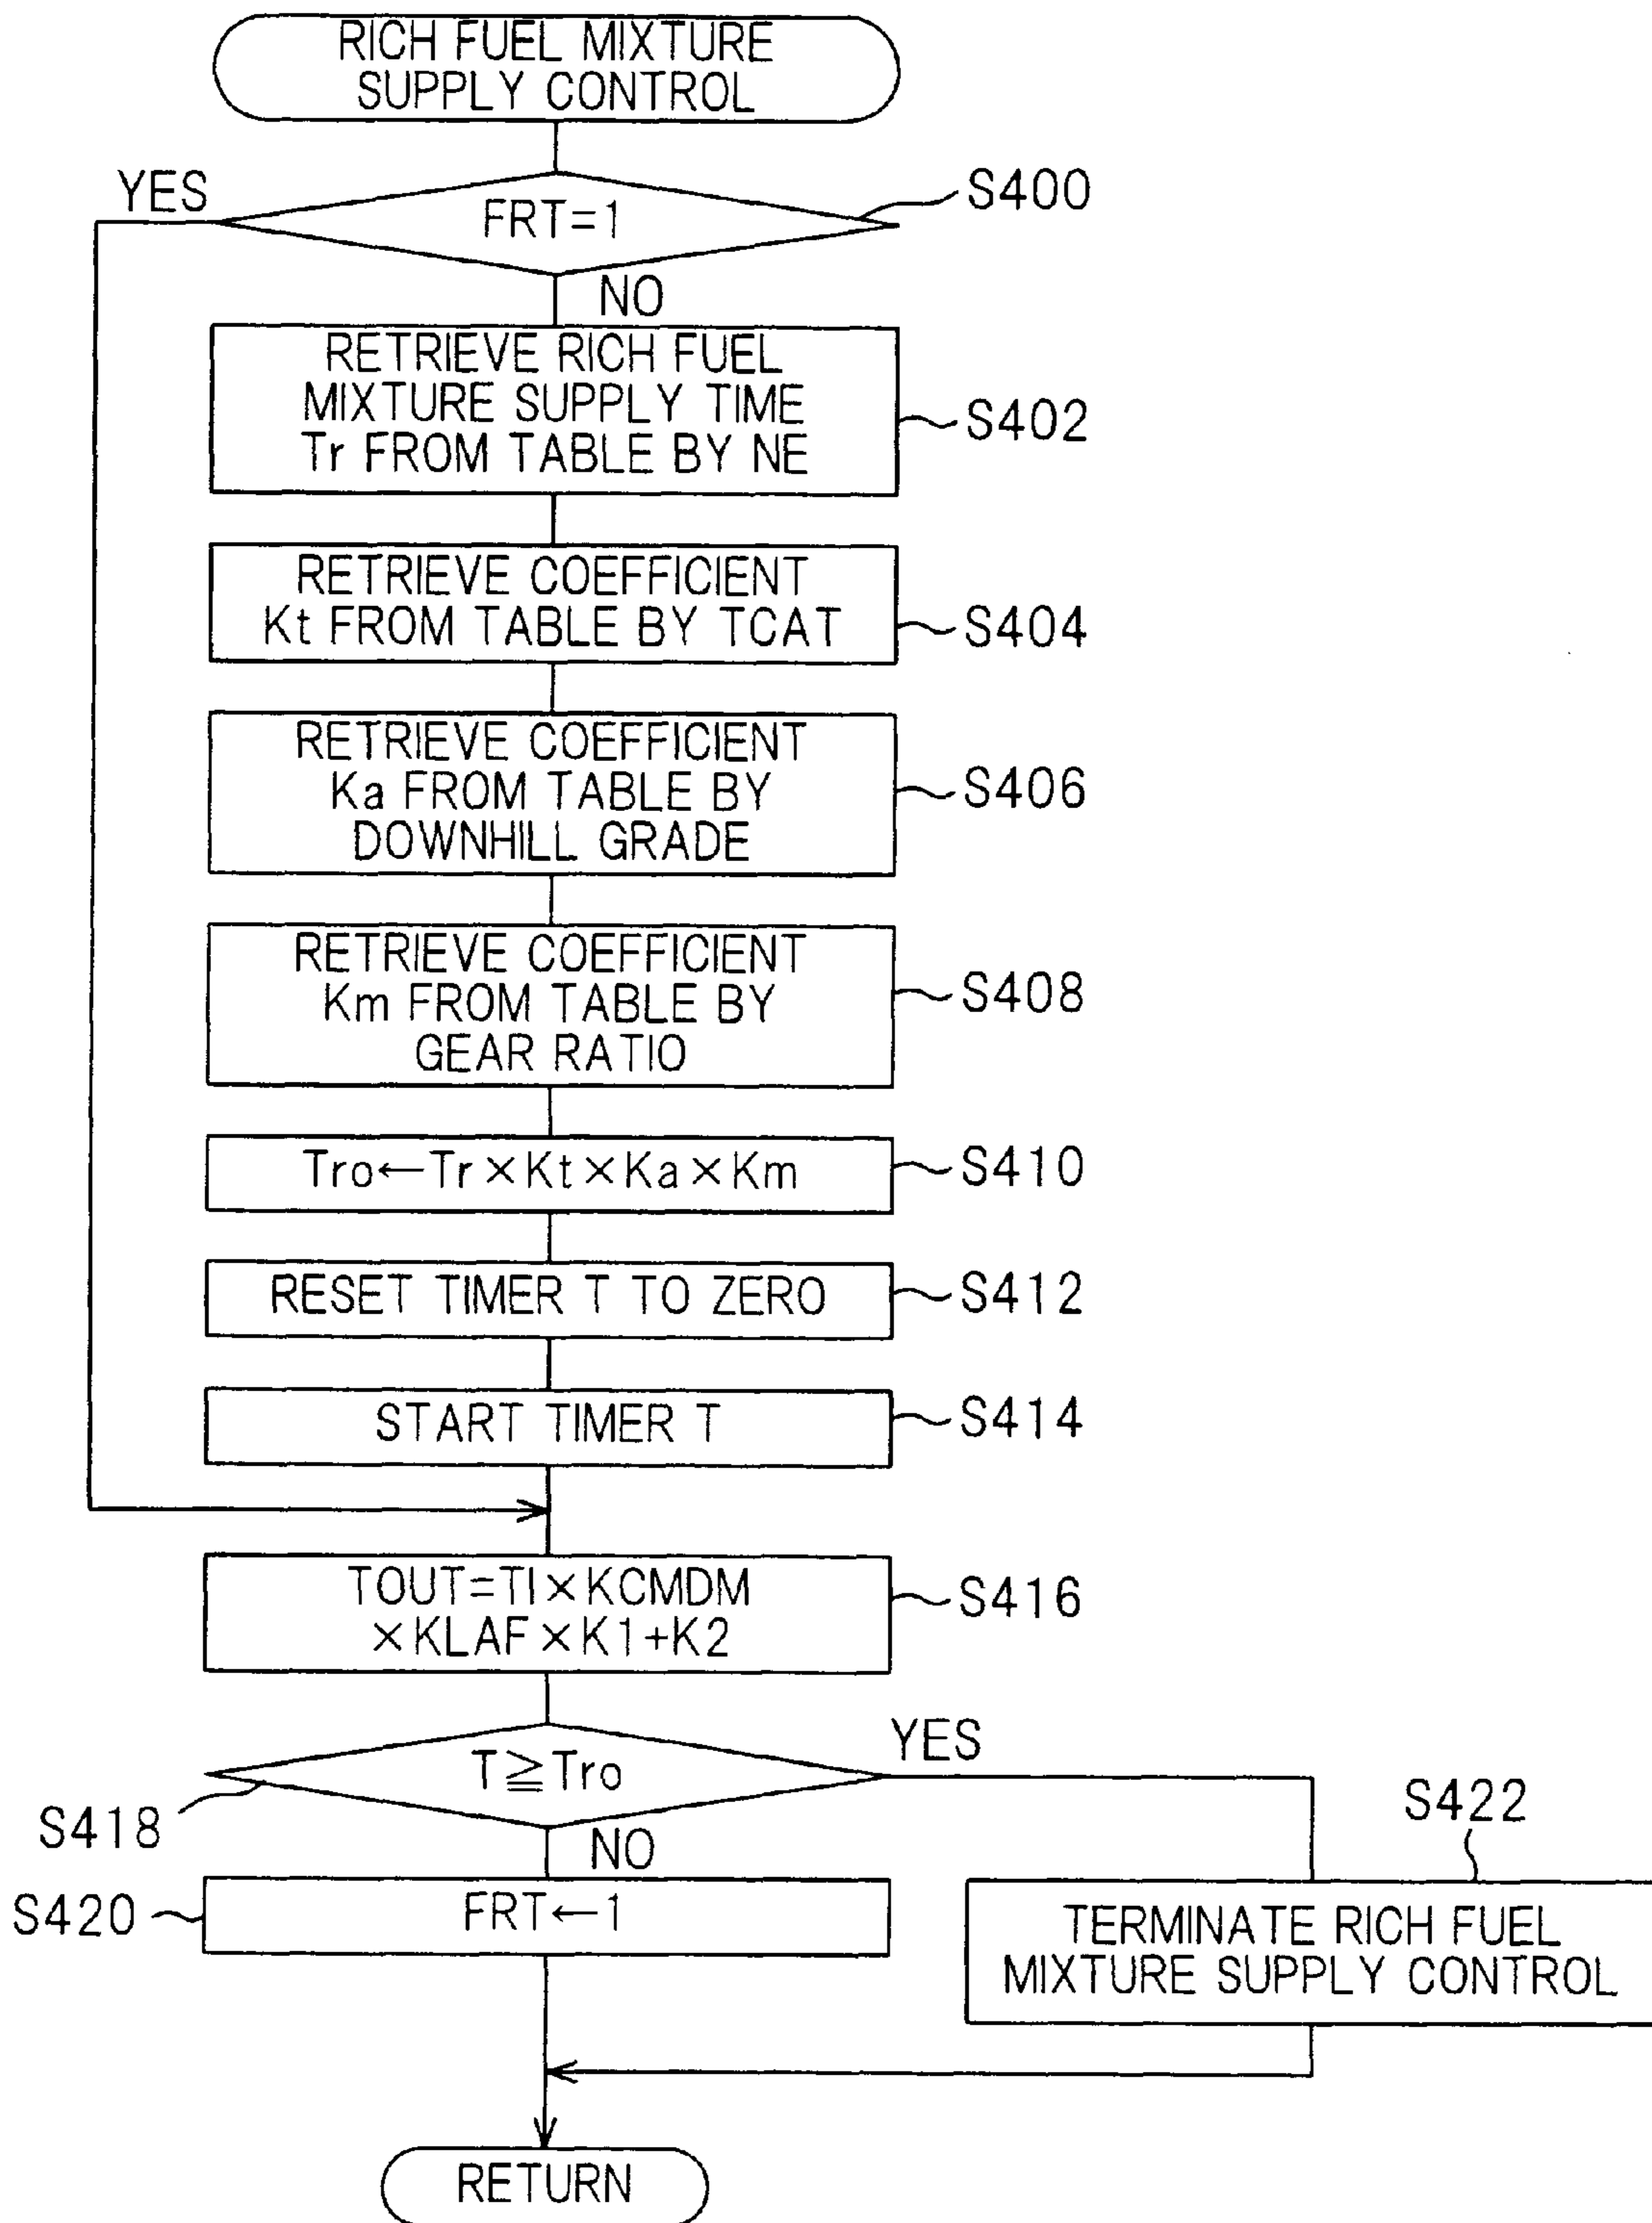 RICH FUEL MIXTURE
SUPPLY CONTROL
YES
FRT=1
S400
NO
RETRIEVE RICH FUEL
MIXTURE SUPPLY TIME
Tr FROM TABLE BY NE
S402
RETRIEVE COEFFICIENT
Kt FROM TABLE BY TCAT
S404
RETRIEVE COEFFICIENT
Ka FROM TABLE BY
DOWNHILL GRADE
S406
RETRIEVE COEFFICIENT
Km FROM TABLE BY
GEAR RATIO
S408
Tro←Tr×Kt×Ka×Km
S410
RESET TIMER T TO ZERO
S412
START TIMER T
S414
TOUT=TI×KCMDM
×KLAF×K1+K2
S416
T≧Tro
YES
S418
NO
S422
FRT←1
S420
TERMINATE RICH FUEL
MIXTURE SUPPLY CONTROL
RETURN